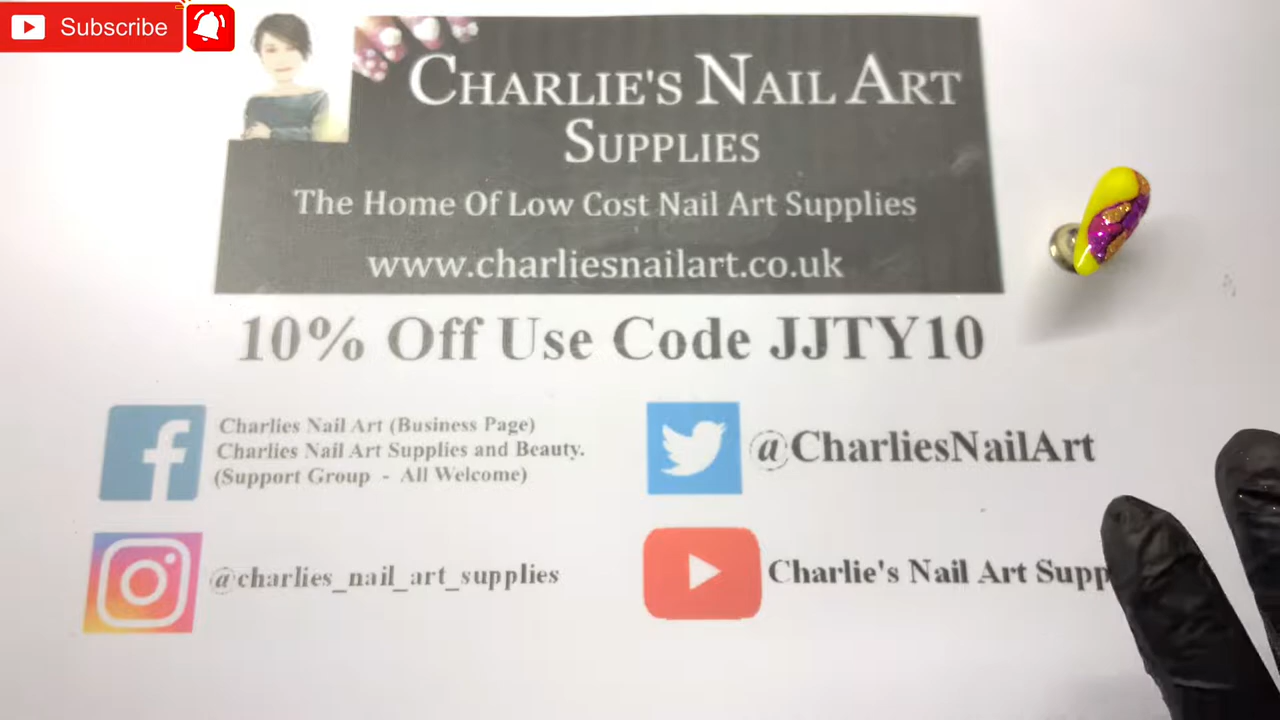 Subscribe
CHARLIE'S NAIL ART
SUPPLIES
The Home Of Low Cost Nail Art Supplies
www.charliesnailart.co.uk
10% Off Use Code JJTY10
Charlies Nail Art (Business Page)
Charlies Nail Art Supplies and Beauty.
(Support Group - All Welcome)
@CharliesNailArt
@charlies_nail_art_supplies
Charlie's Nail Art Supp